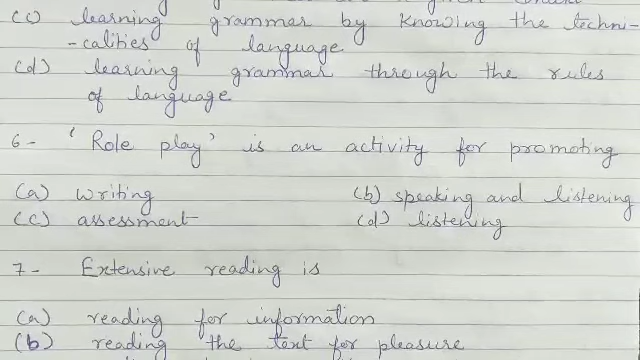 (c) learning grammar by knowing the techni-
-calities of language
(d) learning grammar through the rules
of language
6- 'Role play' is an activity for promoting
(a) writing (b) speaking and listening
(c) assessment (d) listening
7- Extensive reading is
(a) reading for information
(b) reading the text for pleasure